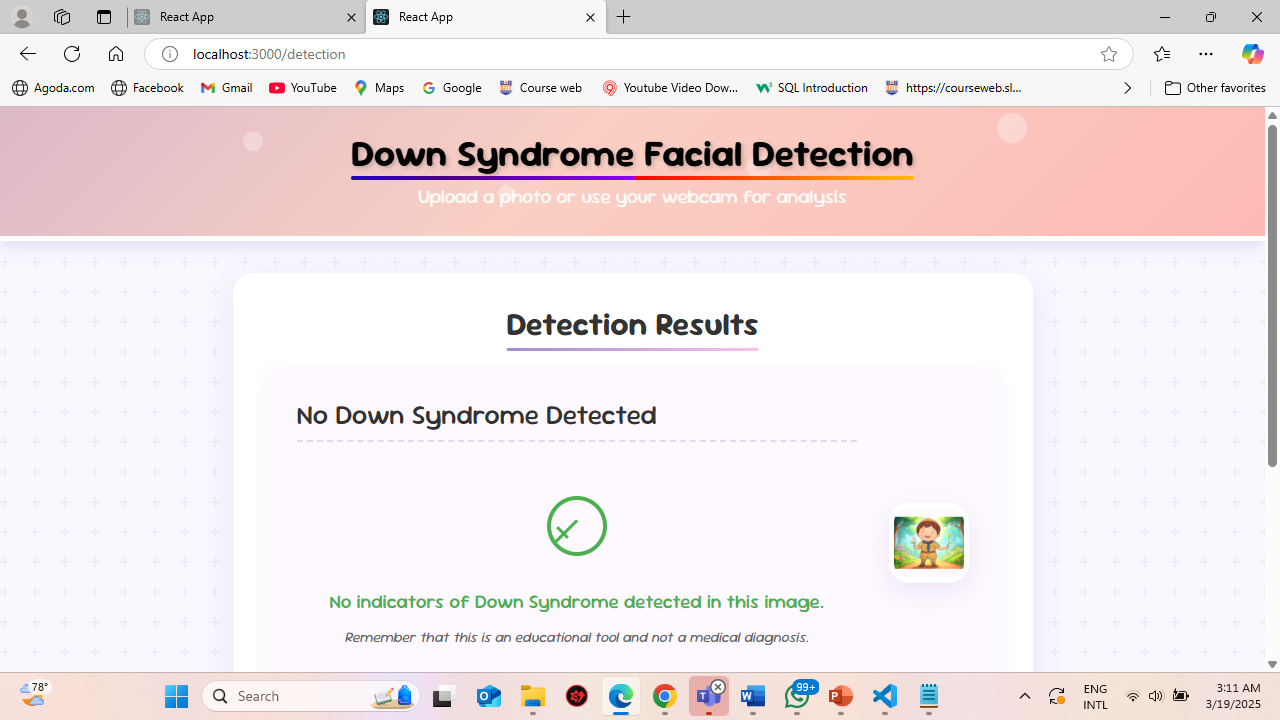 React App
React App
localhost:3000/detection
Agoda.com
Facebook
Gmail
YouTube
Maps
Google
Course web
Youtube Video Dow...
SQL Introduction
https://courseweb.sl...
Other favorites
Down Syndrome Facial Detection
Upload a photo or use your webcam for analysis
Detection Results
No Down Syndrome Detected
No indicators of Down Syndrome detected in this image.
Remember that this is an educational tool and not a medical diagnosis.
78°
Search
99+
ENG
INTL
3:11 AM
3/19/2025